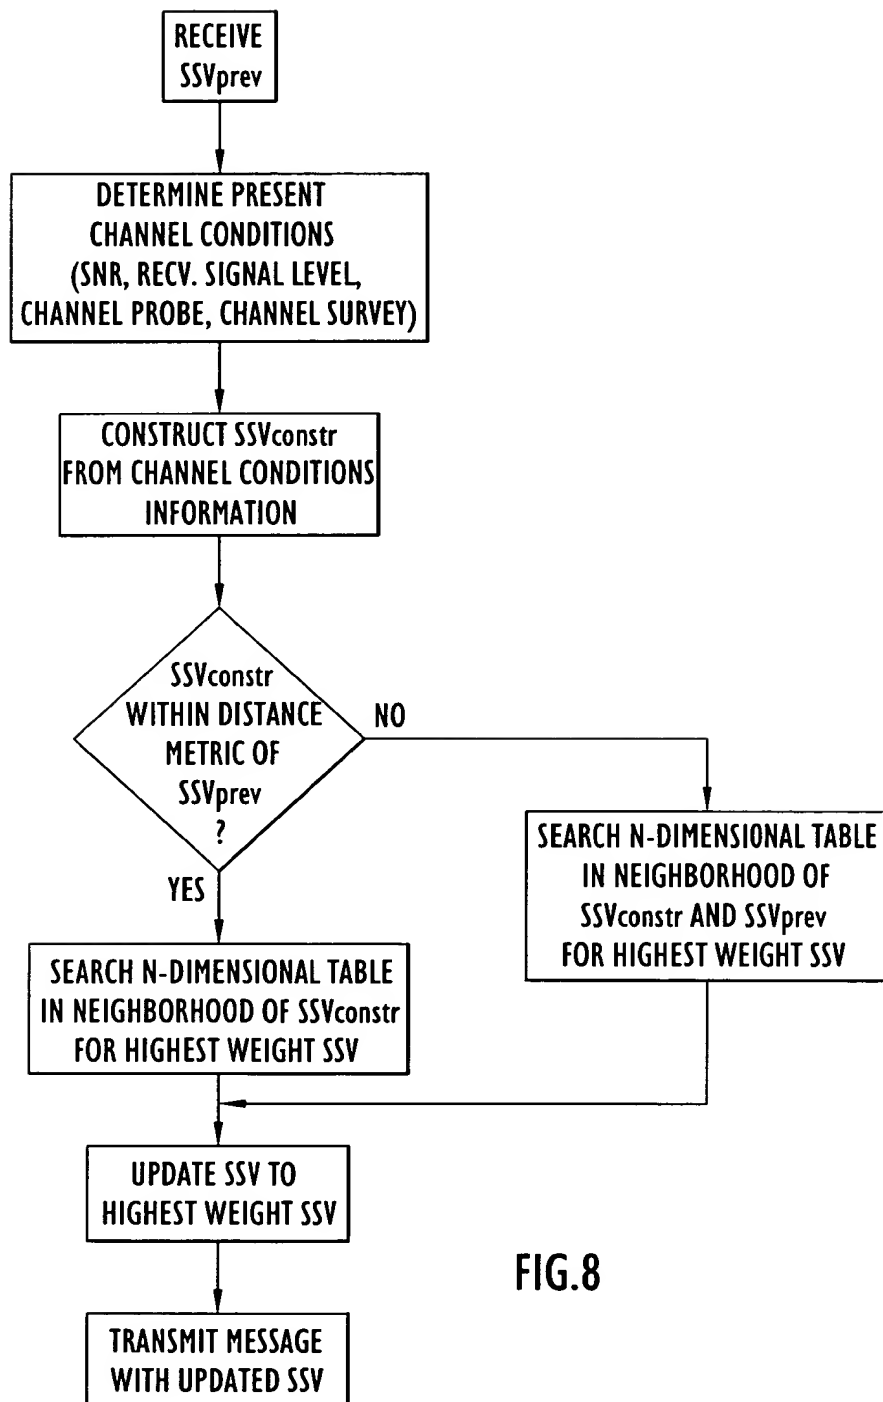 RECEIVE
SSVprev
DETERMINE PRESENT
CHANNEL CONDITIONS
(SNR, RECV. SIGNAL LEVEL,
CHANNEL PROBE, CHANNEL SURVEY)
CONSTRUCT SSVconstr
FROM CHANNEL CONDITIONS
INFORMATION
SSVconstr
WITHIN DISTANCE
METRIC OF
SSVprev
?
NO
YES
SEARCH N-DIMENSIONAL TABLE
IN NEIGHBORHOOD OF
SSVconstr AND SSVprev
FOR HIGHEST WEIGHT SSV
SEARCH N-DIMENSIONAL TABLE
IN NEIGHBORHOOD OF SSVconstr
FOR HIGHEST WEIGHT SSV
UPDATE SSV TO
HIGHEST WEIGHT SSV
TRANSMIT MESSAGE
WITH UPDATED SSV
FIG.8